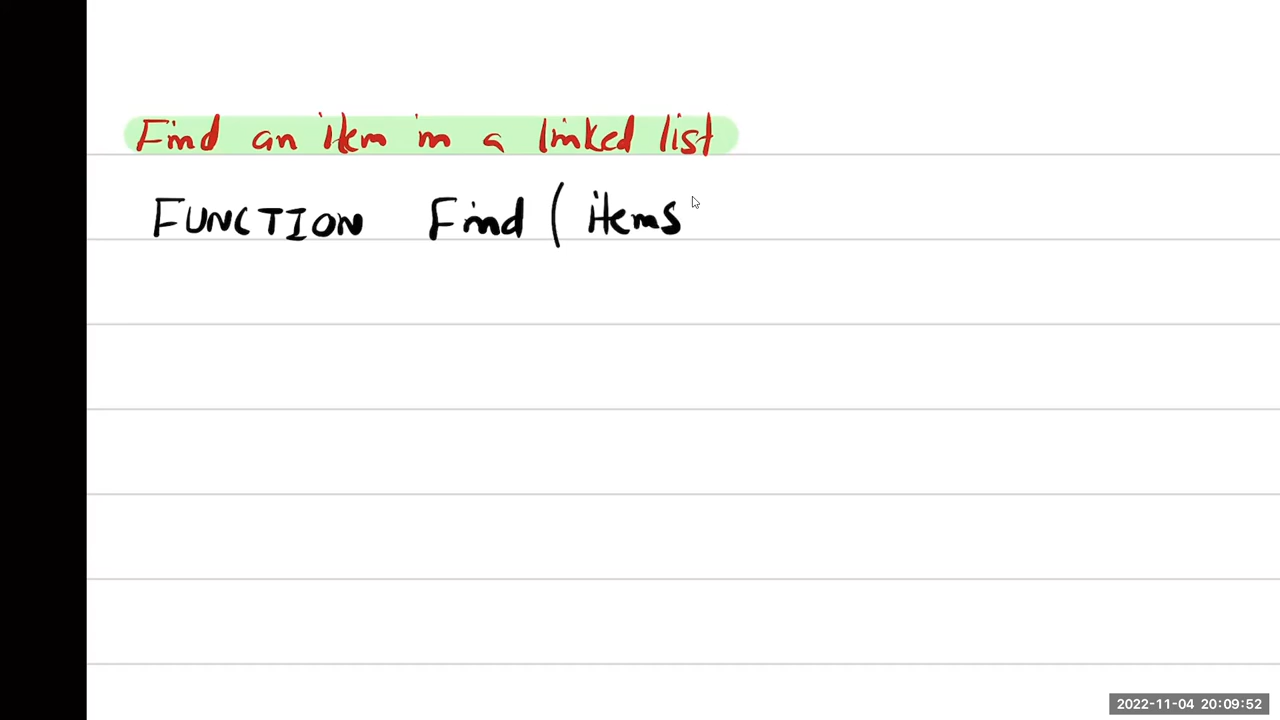 Find an item in a linked list
FUNCTION Find ( items
2022-11-04 20:09:52